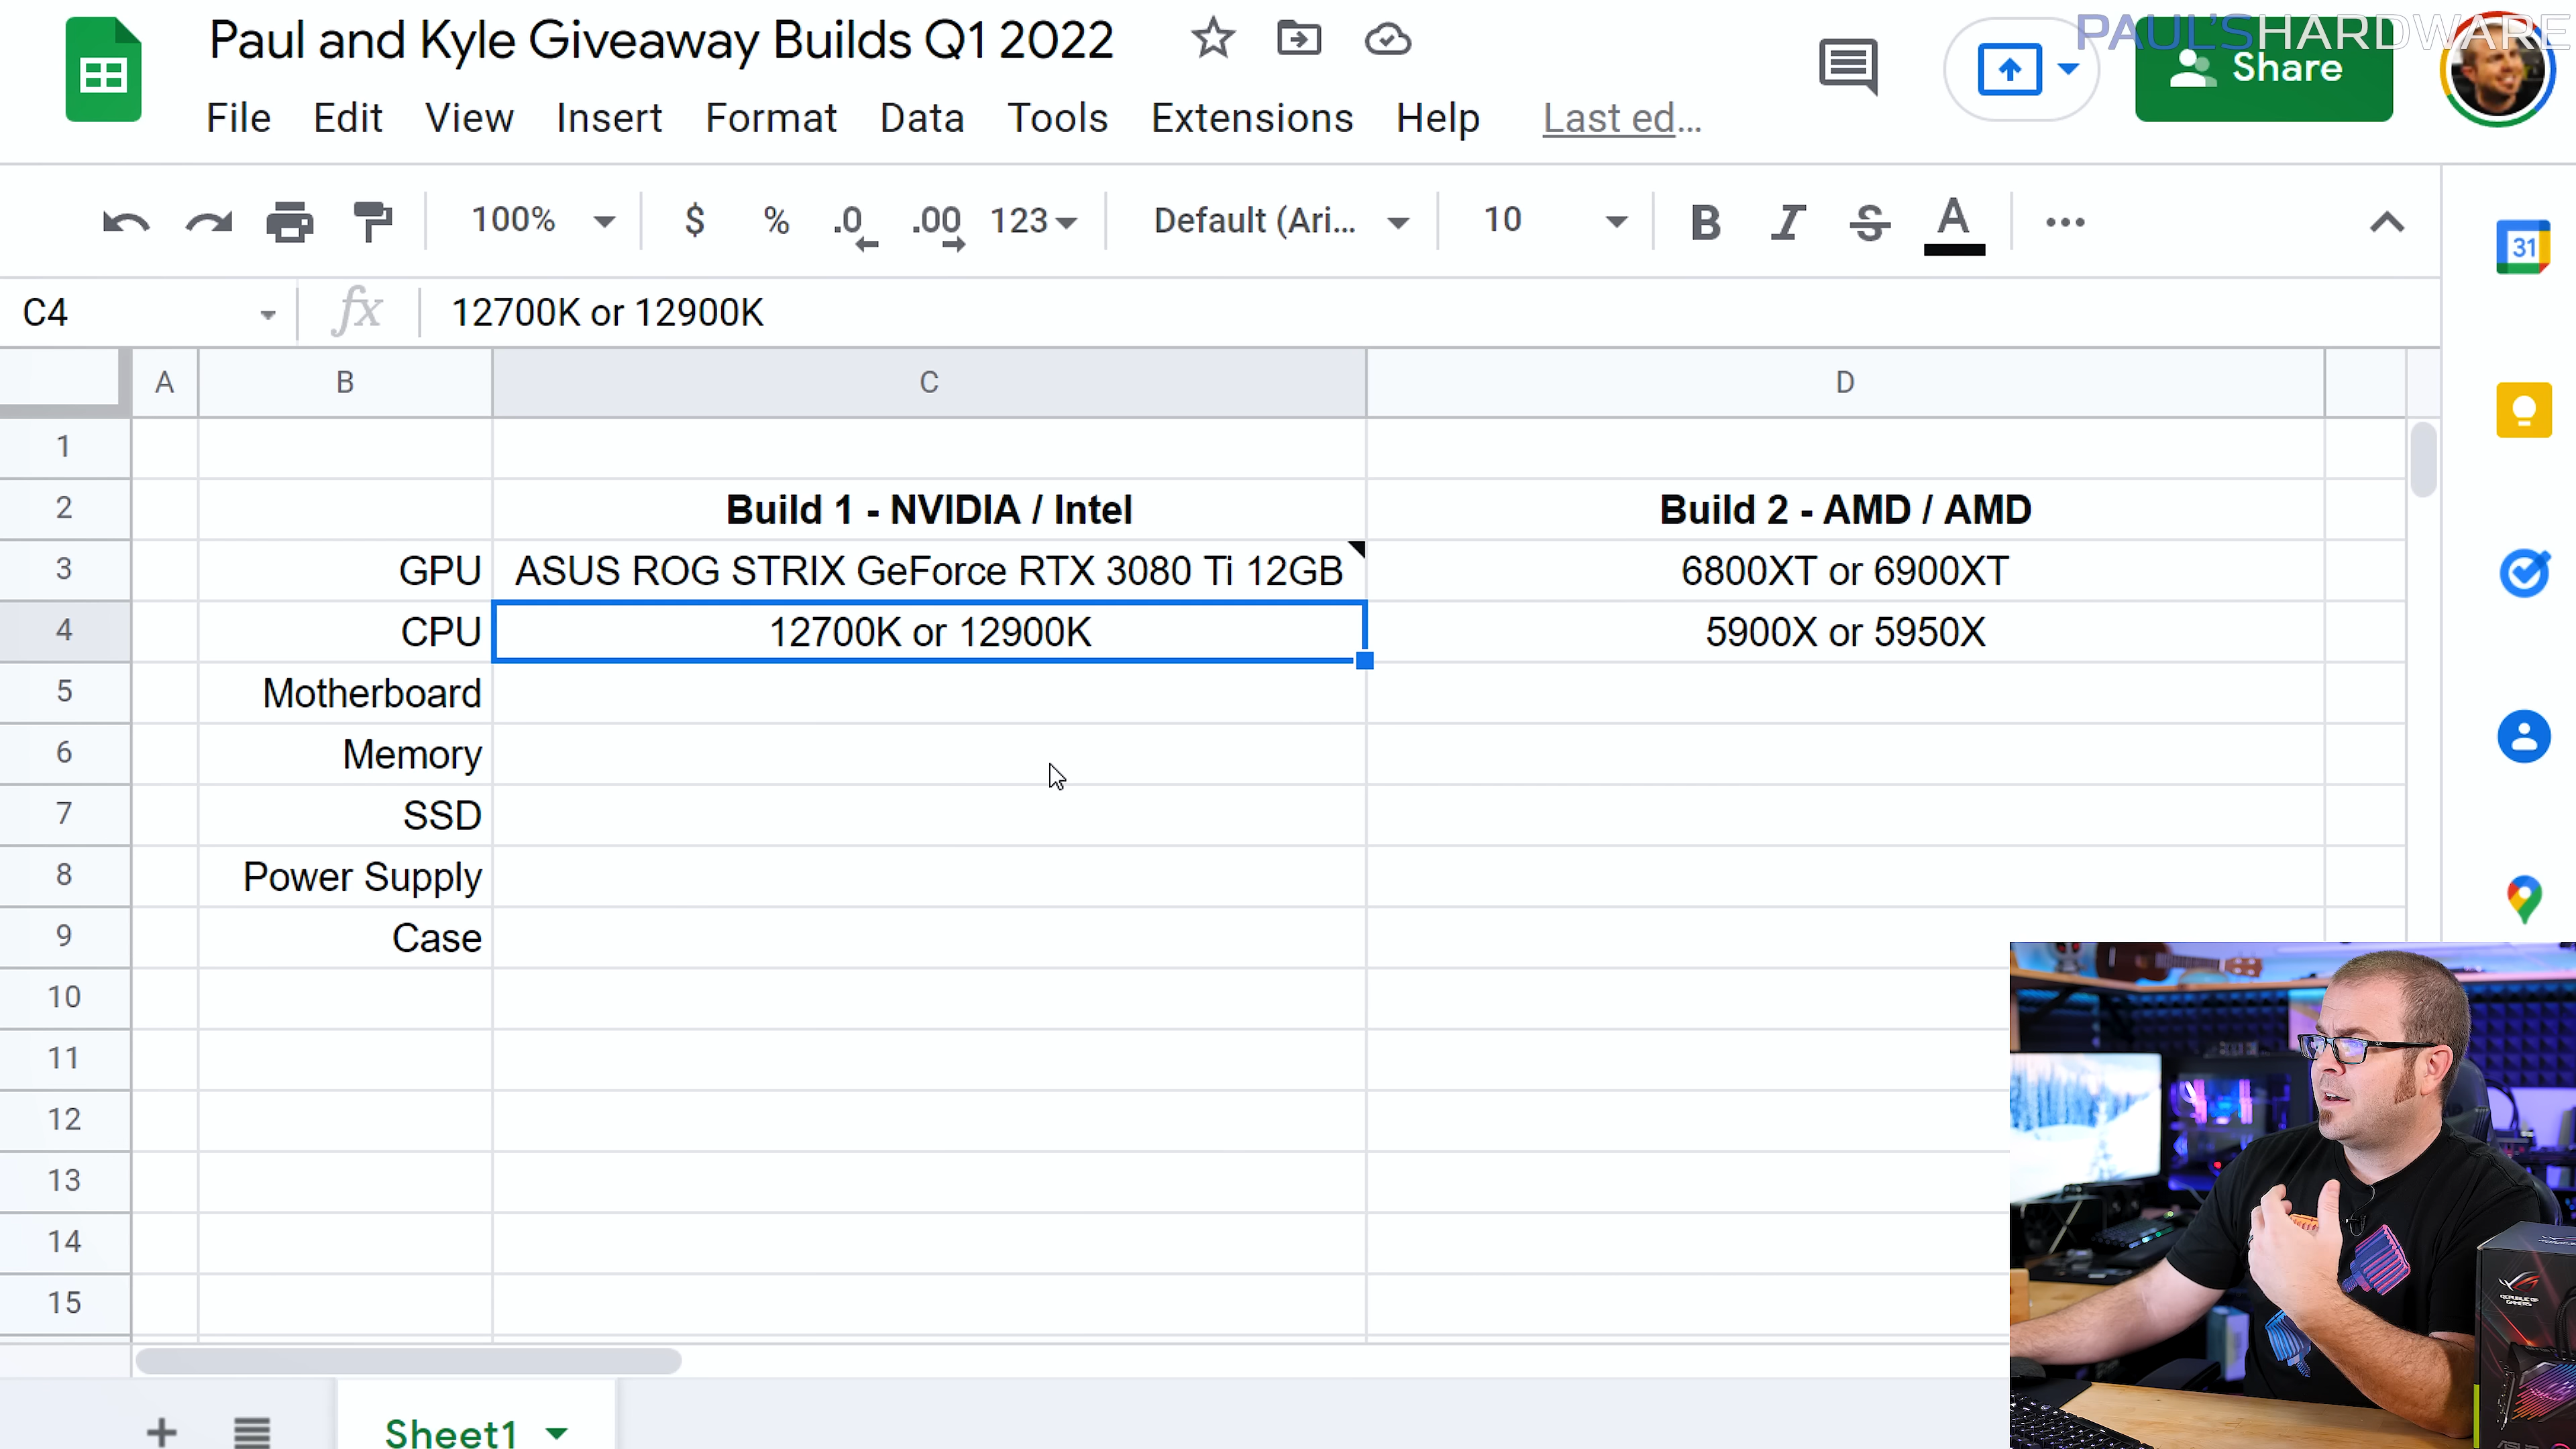 Paul and Kyle Giveaway Builds Q1 2022
PAUL'SHARDWARE
Share
File Edit View Insert Format Data Tools Extensions Help Last ed...
100% $ % .0 .00 123 Default (Ari... 10 B I S A
31
C4 fx 12700K or 12900K
A B C D
1
2 Build 1 - NVIDIA / Intel Build 2 - AMD / AMD
3 GPU ASUS ROG STRIX GeForce RTX 3080 Ti 12GB 6800XT or 6900XT
4 CPU 12700K or 12900K 5900X or 5950X
5 Motherboard
6 Memory
7 SSD
8 Power Supply
9 Case
10
11
12
13
14
15
REPUBLIC OF
GAMERS
Sheet1